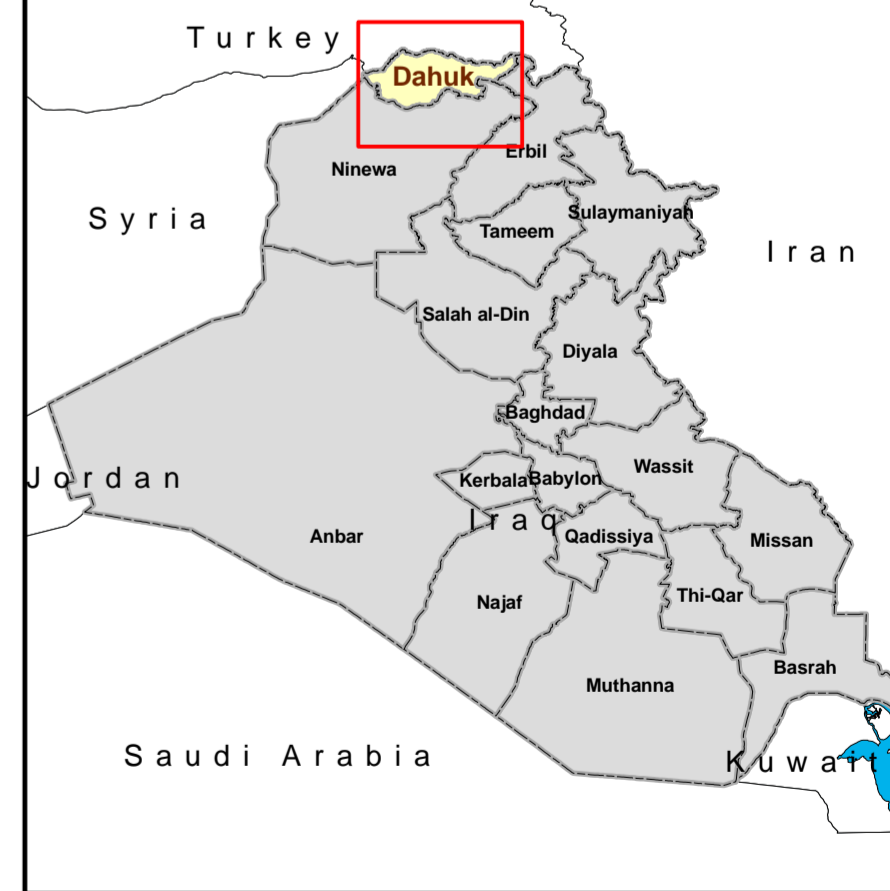 Turkey
Dahuk
Erbil
Ninewa
Syria
Sulaymaniyah
Tameem
Iran
Salah al-Din
Diyala
Baghdad
Wassit
Jordan
Kerbala
Babylon
Iraq
Anbar
Qadissiya
Missan
Najaf
Thi-Qar
Basrah
Muthanna
Saudi Arabia
Kuwait